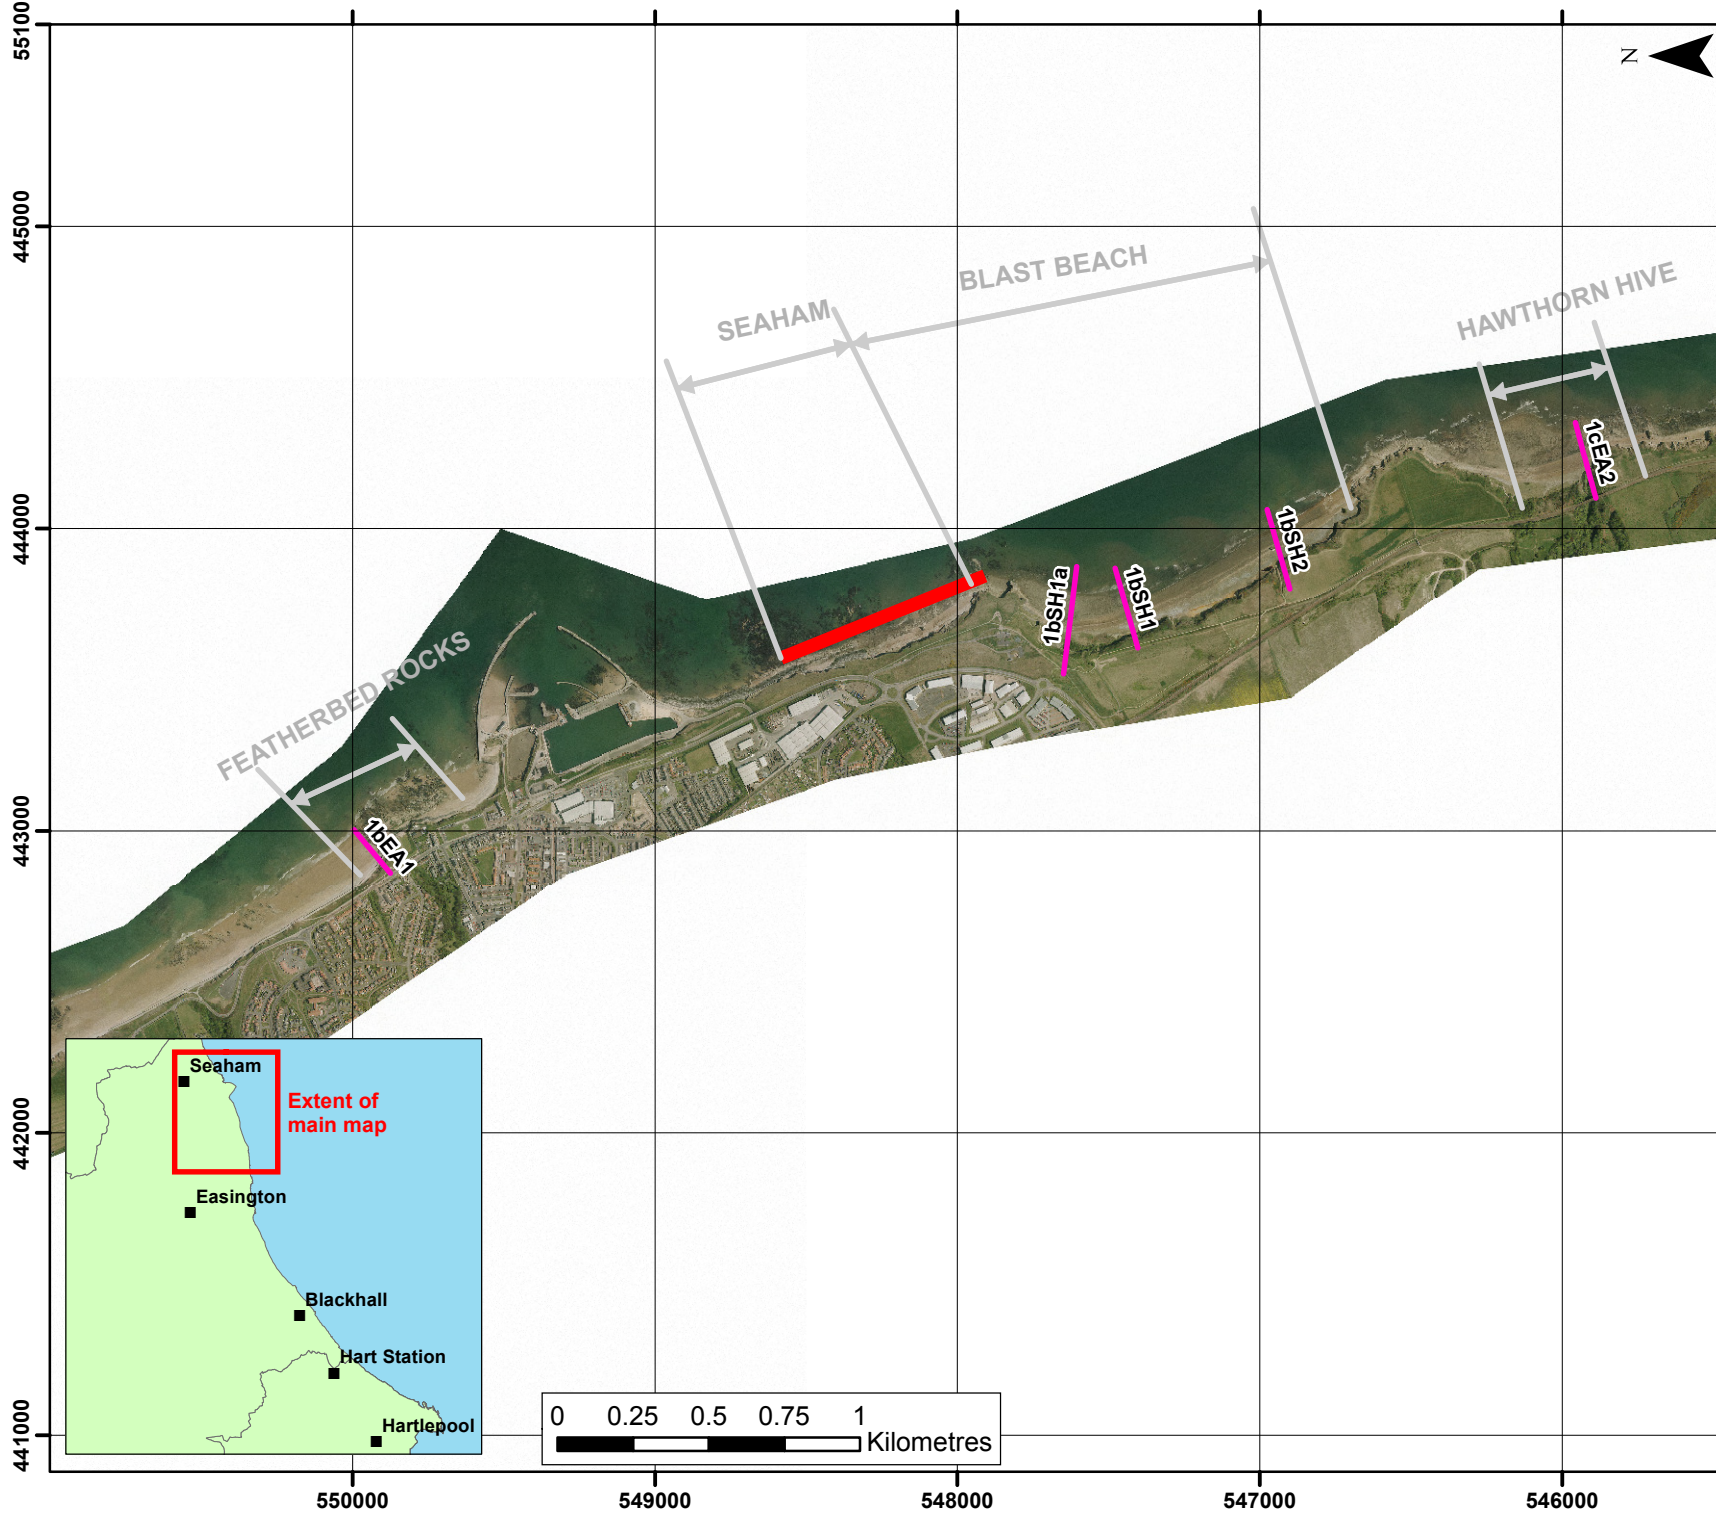 55100
N
445000
BLAST BEACH
SEAHAM
HAWTHORN HIVE
1cEA2
444000
1bSH2
1bSH1a
1bSH1
FEATHERBED ROCKS
443000
1bEA1
Seaham
Extent of
main map
442000
Easington
Blackhall
Hart Station
Hartlepool
441000
0 0.25 0.5 0.75 1
Kilometres
550000 549000 548000 547000 546000